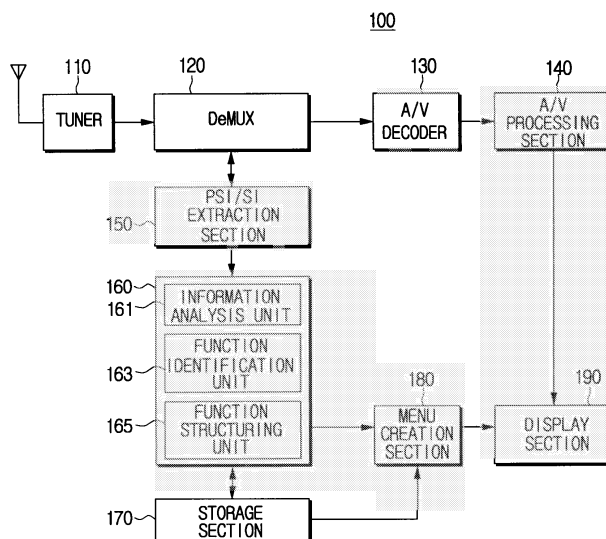 100
110
TUNER
120
DeMUX
130
A/V
DECODER
140
A/V
PROCESSING
SECTION
150
PSI/SI
EXTRACTION
SECTION
160
161
INFORMATION
ANALYSIS UNIT
163
FUNCTION
IDENTIFICATION
UNIT
165
FUNCTION
STRUCTURING
UNIT
180
MENU
CREATION
SECTION
190
DISPLAY
SECTION
170
STORAGE
SECTION